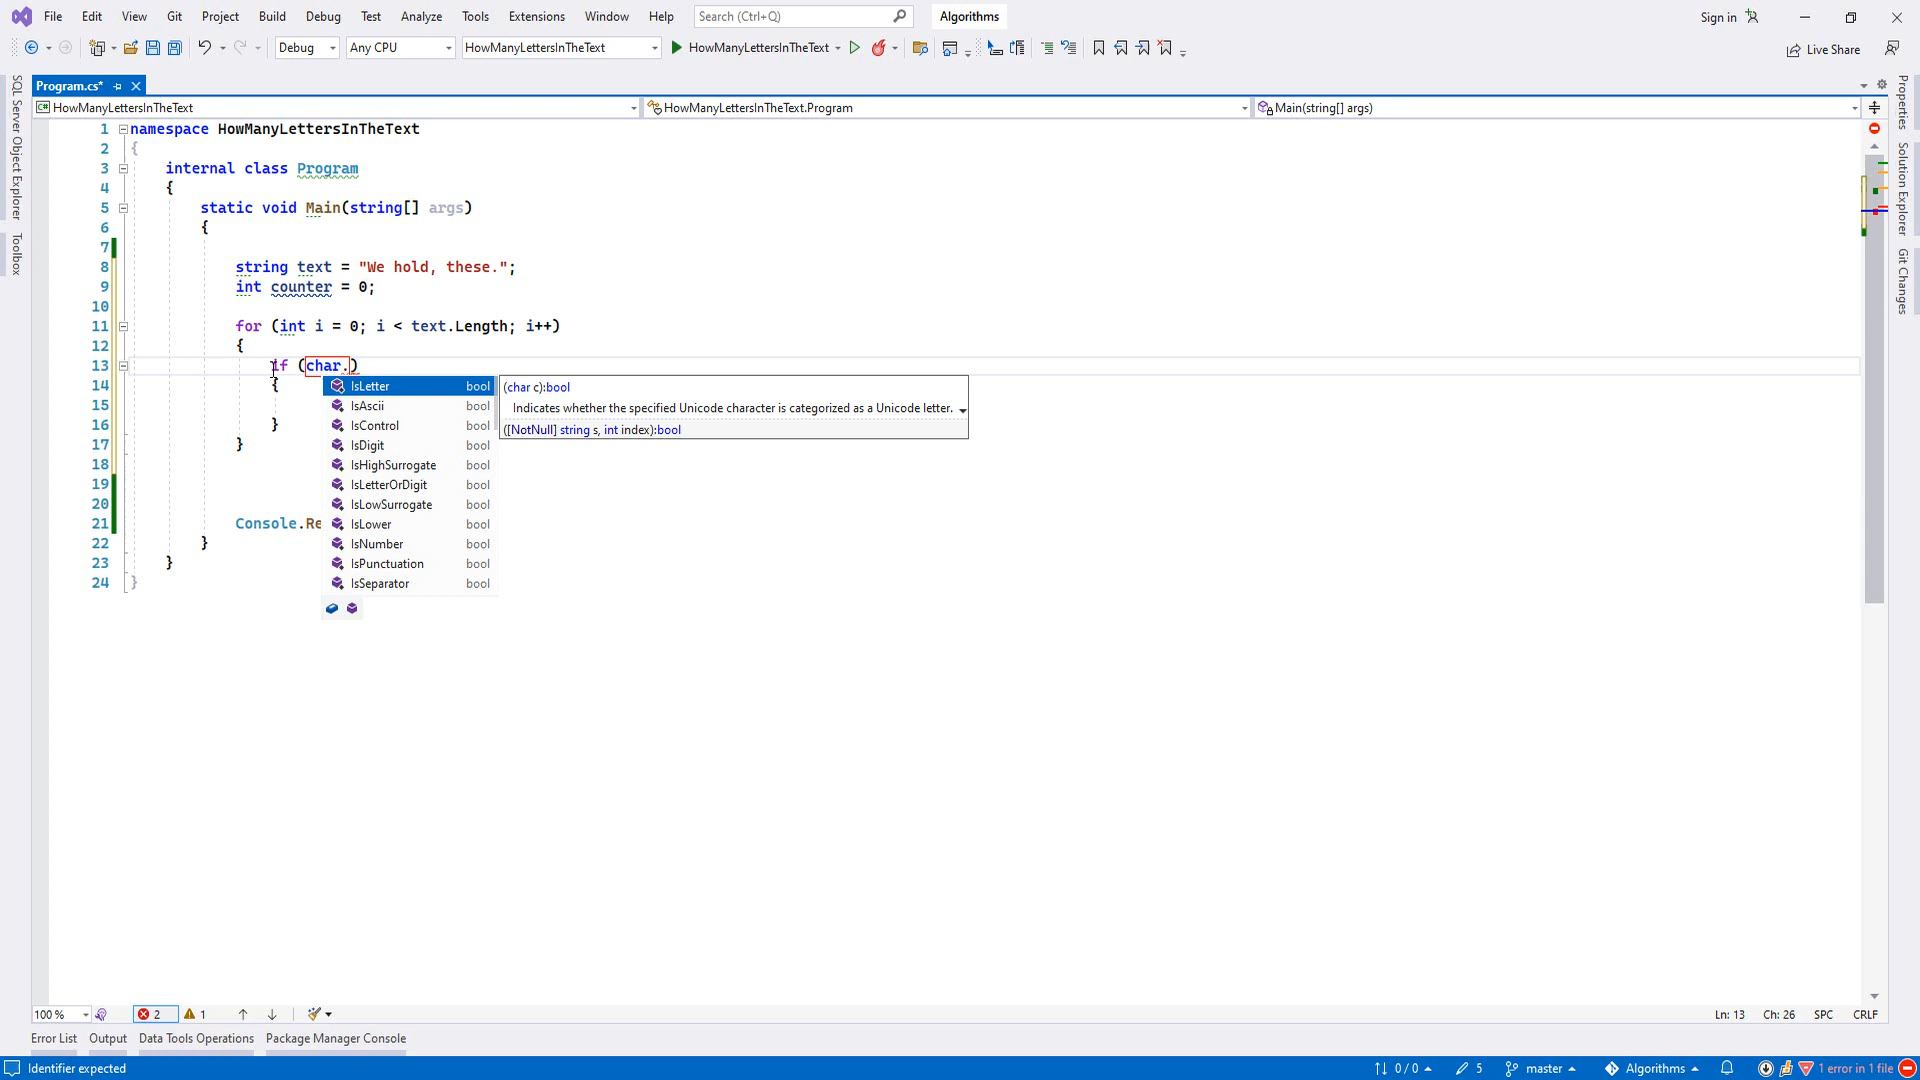 File Edit View Git Project Build Debug Test Analyze Tools Extensions Window Help Search (Ctrl+Q) Algorithms Sign in
Debug Any CPU HowManyLettersInTheText HowManyLettersInTheText Live Share
Program.cs*
HowManyLettersInTheText HowManyLettersInTheText.Program Main(string[] args)
SQL Server Object Explorer
Toolbox
Properties
Solution Explorer
Git Changes
1 namespace HowManyLettersInTheText
2 {
3 internal class Program
4 {
5 static void Main(string[] args)
6 {
7
8 string text = "We hold, these.";
9 int counter = 0;
10
11 for (int i = 0; i < text.Length; i++)
12 {
13 if (char.)
14 {
15
16 }
17 }
18
19
20
21 Console.Re
22 }
23 }
24 }
IsLetter bool
IsAscii bool
IsControl bool
IsDigit bool
IsHighSurrogate bool
IsLetterOrDigit bool
IsLowSurrogate bool
IsLower bool
IsNumber bool
IsPunctuation bool
IsSeparator bool
(char c):bool
Indicates whether the specified Unicode character is categorized as a Unicode letter.
([NotNull] string s, int index):bool
100 % 2 1 Ln: 13 Ch: 26 SPC CRLF
Error List Output Data Tools Operations Package Manager Console
Identifier expected 0 / 0 5 master Algorithms 1 error in 1 file